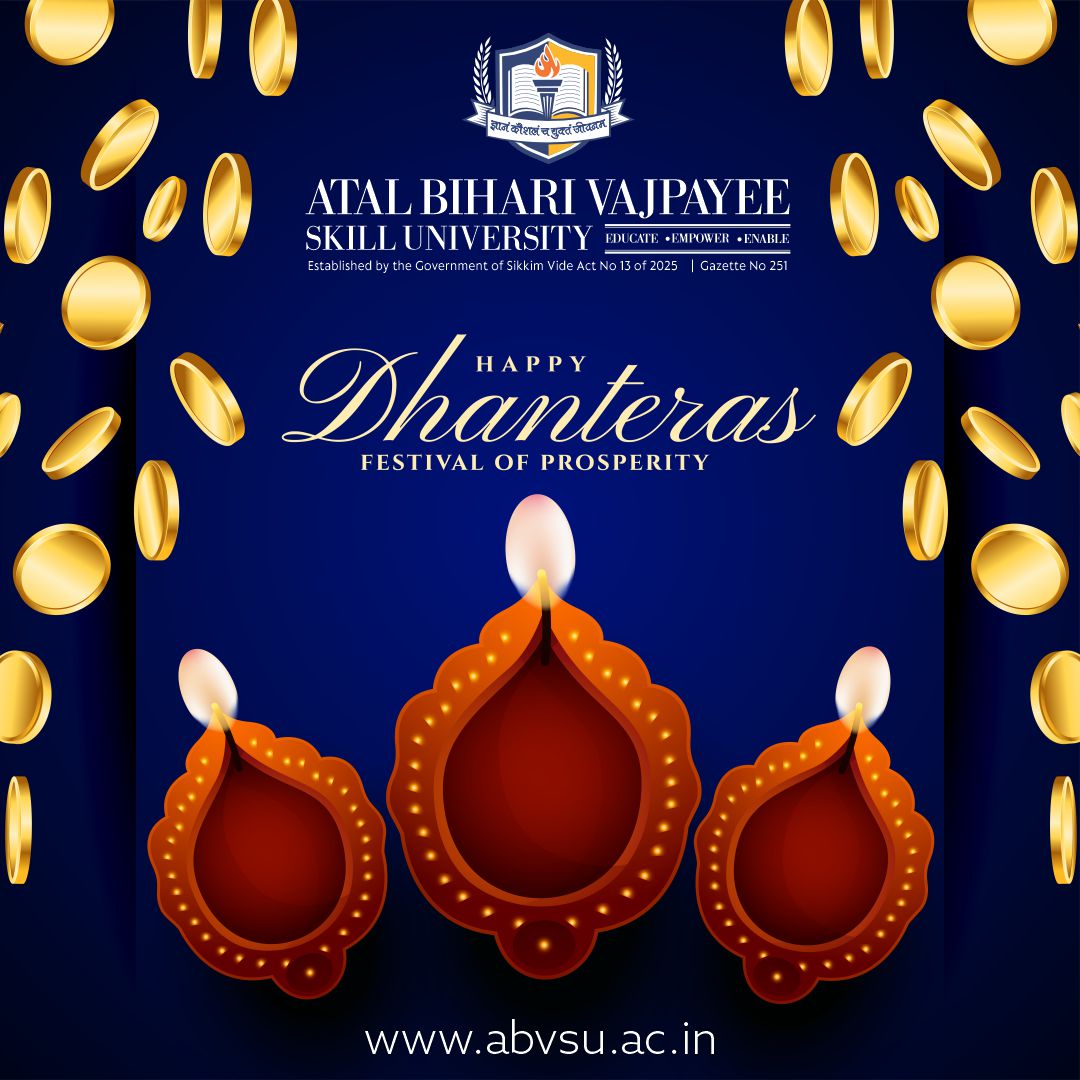 ज्ञानं कौशलं च युक्तं जीवनम
ATAL BIHARI VAJPAYEE
SKILL UNIVERSITY EDUCATE • EMPOWER • ENABLE
Established by the Government of Sikkim Vide Act No 13 of 2025 | Gazette No 251
HAPPY
Dhanteras
FESTIVAL OF PROSPERITY
www.abvsu.ac.in